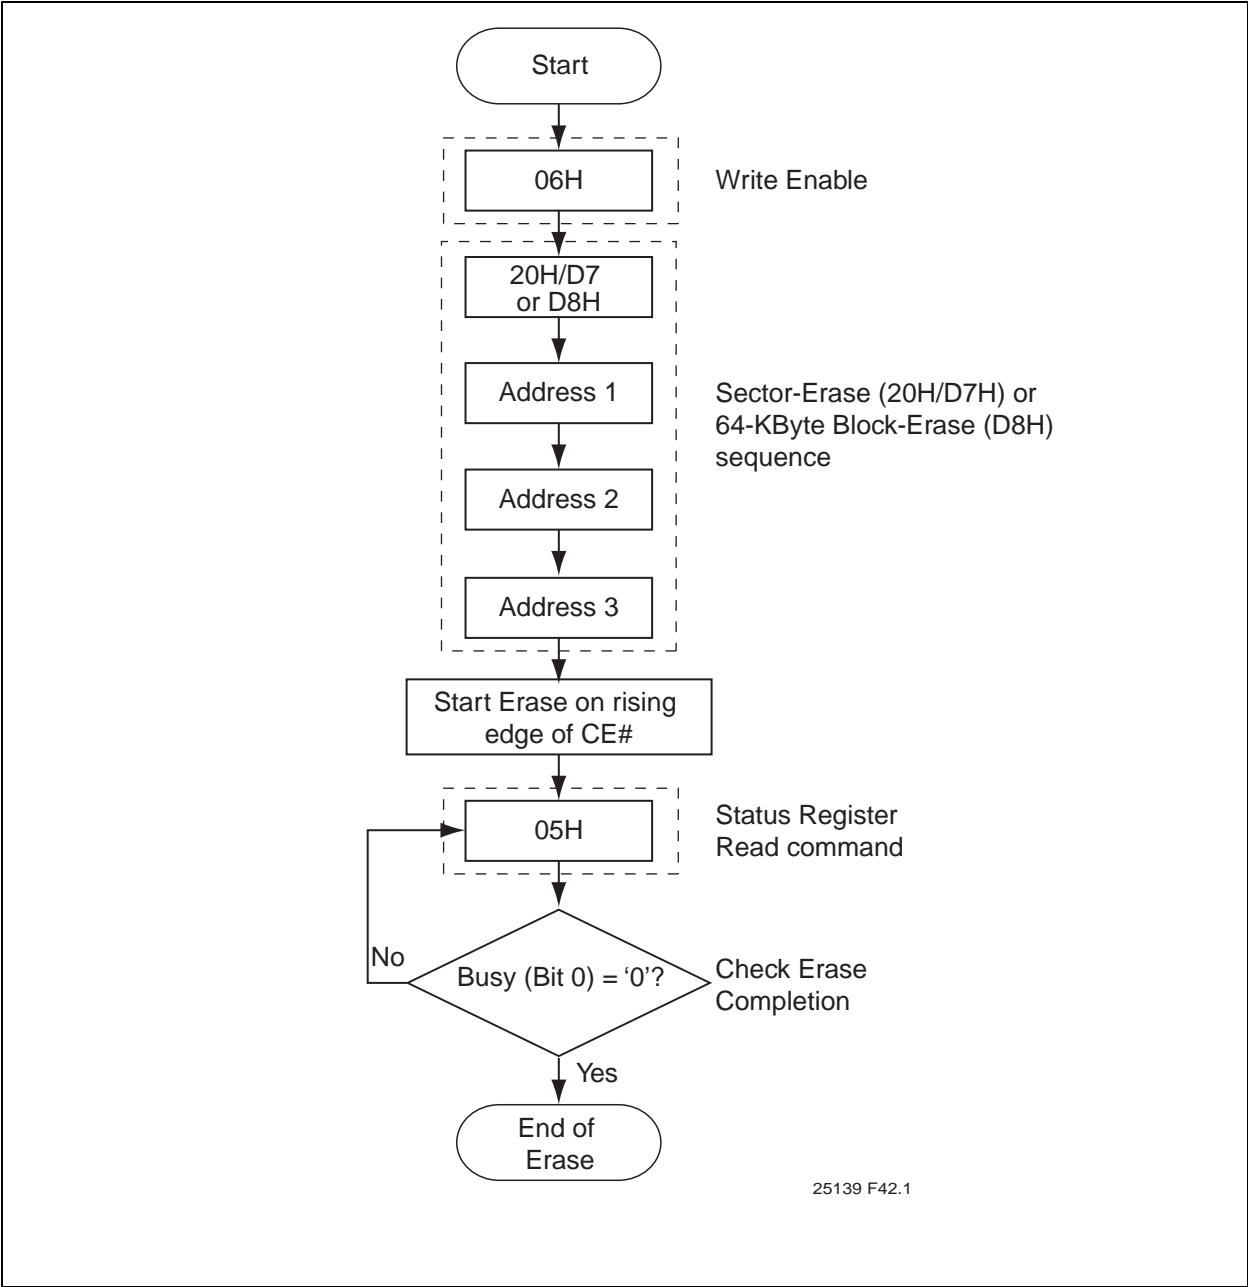 Start
06H
Write Enable
20H/D7
or D8H
Address 1
Sector-Erase (20H/D7H) or
64-KByte Block-Erase (D8H)
sequence
Address 2
Address 3
Start Erase on rising
edge of CE#
05H
Status Register
Read command
No
Busy (Bit 0) = ‘0’?
Check Erase
Completion
Yes
End of
Erase
25139 F42.1